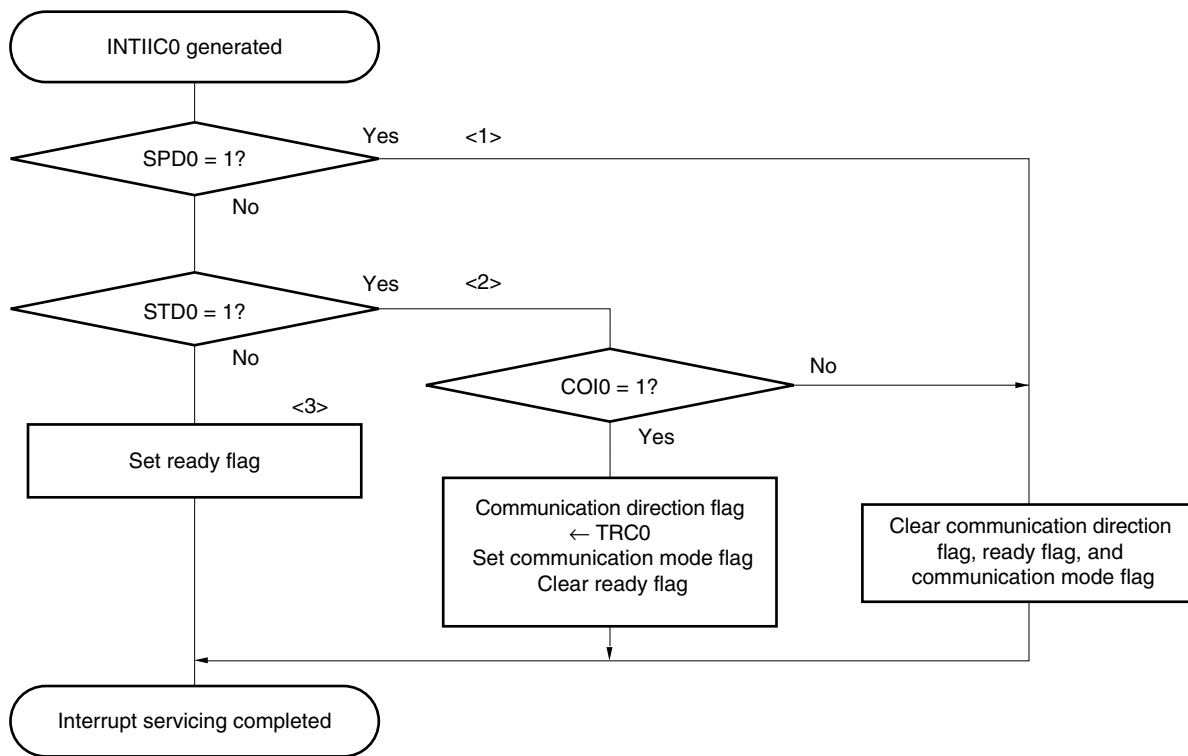 INTIIC0 generated
Yes
<1>
SPD0 = 1?
No
Yes
<2>
STD0 = 1?
No
COI0 = 1?
No
<3>
Yes
Set ready flag
Communication direction flag
← TRC0
Set communication mode flag
Clear ready flag
Clear communication direction
flag, ready flag, and
communication mode flag
Interrupt servicing completed